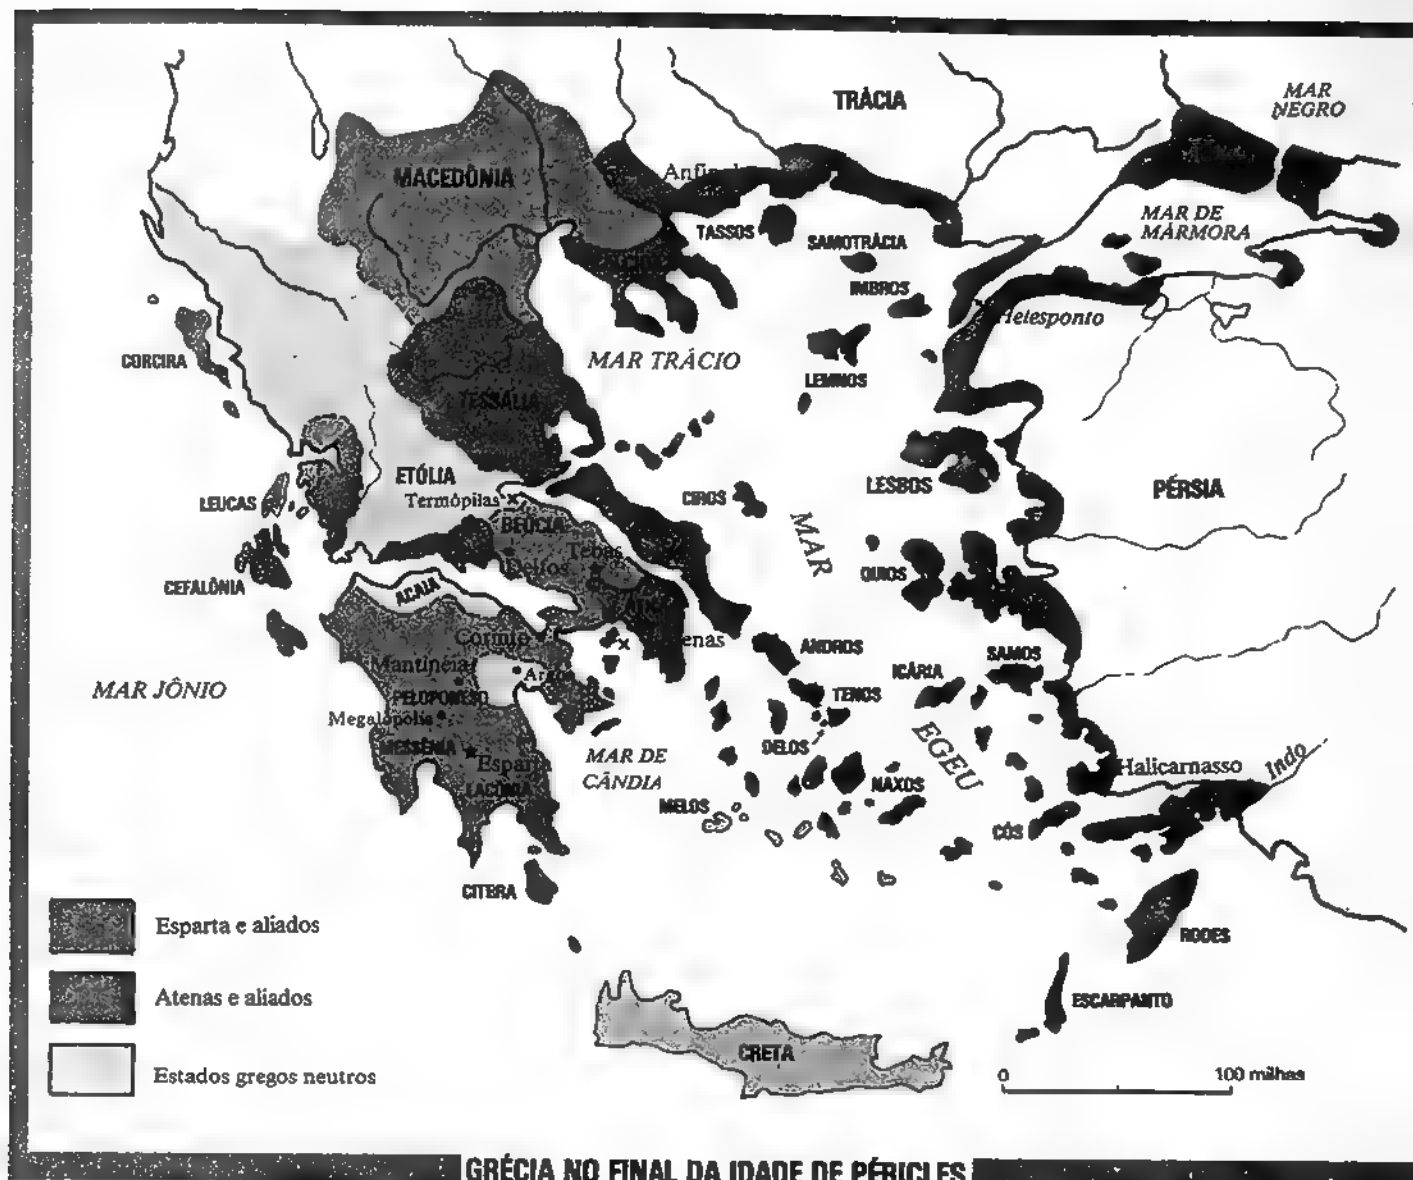 TRÁCIA
MAR
NEGRO
MACEDÔNIA
TASSOS
SAMOTRÁCIA
MAR DE
MÁRMORA
IMBROS
Helesponto
CORCIRA
MAR TRÁCIO
LEMNOS
TESSÁLIA
ETÓLIA
LEUCAS
Termópilas
CIROS
LESBOS
PÉRSIA
BEÓCIA
Tebas
Delfos
MAR
EGEU
QUIOS
CEFALÔNIA
ACAIA
Corinto
ANDROS
ICÁRIA
SAMOS
Mantinéia
Argos
MAR JÔNIO
PELOPONESO
TENOS
Megalópolis
MESSÊNIA
Esparta
LACÔNIA
MAR DE
CÂNDIA
DELOS
NAXOS
MELOS
Halicarnasso
Indo
CÓS
CITERA
RODES
ESCARPANTO
CRETA
Esparta e aliados
Atenas e aliados
Estados gregos neutros
0
100 milhas
GRÉCIA NO FINAL DA IDADE DE PÉRICLES